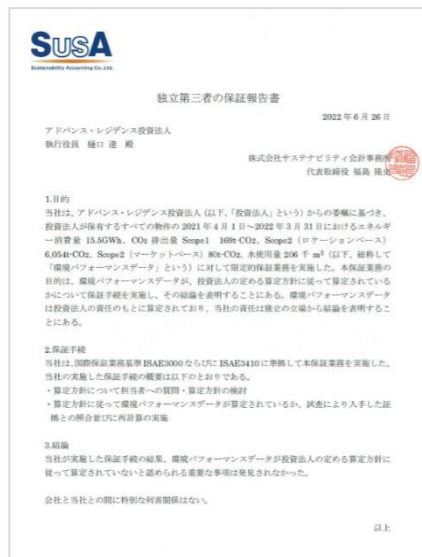 SusA
Sustainability Accounting Co.,Ltd.
独立第三者の保証報告書
2022年6月26日
アドバンス・レジデンス投資法人
執行役員 樋口 達 殿
株式会社サステナビリティ会計事務所
代表取締役 福島 隆史
1.目的
当社は、アドバンス・レジデンス投資法人(以下、「投資法人」という)からの委嘱に基づき、
投資法人が保有するすべての物件の2021年4月1日~2022年3月31日におけるエネルギ
ー消費量 15.5GWh、CO₂ 排出量 Scope1 169t-CO₂、Scope2(ロケーションベース)
6,054t-CO₂、Scope2(マーケットベース)80t-CO₂、水使用量 206 千㎥(以下、総称して
「環境パフォーマンスデータ」という)に対して限定的保証業務を実施した。本保証業務の
目的は、環境パフォーマンスデータが、投資法人の定める算定方針に従って算定されている
かについて保証手続を実施し、その結論を表明することにある。環境パフォーマンスデータ
は投資法人の責任のもとに算定されており、当社の責任は独立の立場から結論を表明するこ
とにある。
2.保証手続
当社は、国際保証業務基準 ISAE3000 ならびに ISAE3410 に準拠して本保証業務を実施した。
当社の実施した保証手続の概要は以下のとおりである。
・算定方針について担当者への質問・算定方針の検討
・算定方針に従って環境パフォーマンスデータが算定されているか、試査により入手した証
拠との照合並びに再計算の実施
3.結論
当社が実施した保証手続の結果、環境パフォーマンスデータが投資法人の定める算定方針に
従って算定されていないと認められる重要な事項は発見されなかった。
会社と当社との間に特別な利害関係はない。
以上